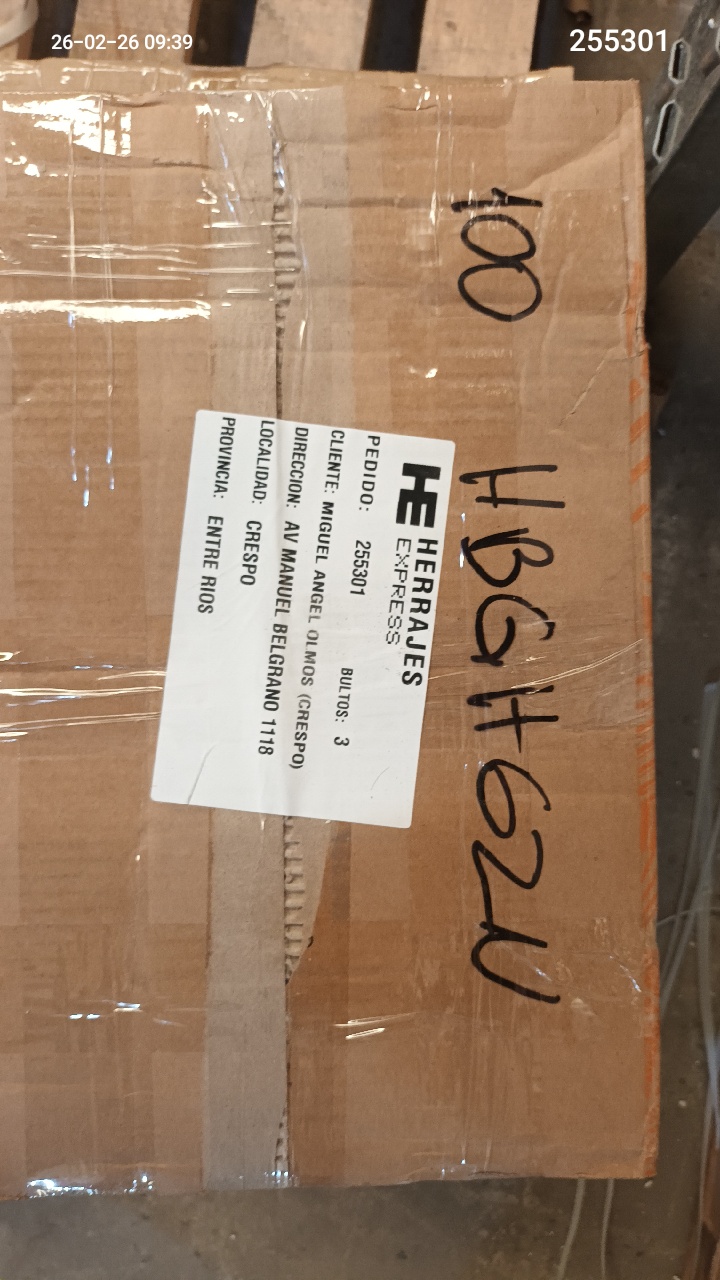 26-02-26 09:39
255301
100 HBGH62N
HE HERRAJES
EXPRESS
PEDIDO: 255301 BULTOS: 3
CLIENTE: MIGUEL ANGEL OLMOS (CRESPO)
DIRECCION: AV MANUEL BELGRANO 1118
LOCALIDAD: CRESPO
PROVINCIA: ENTRE RIOS